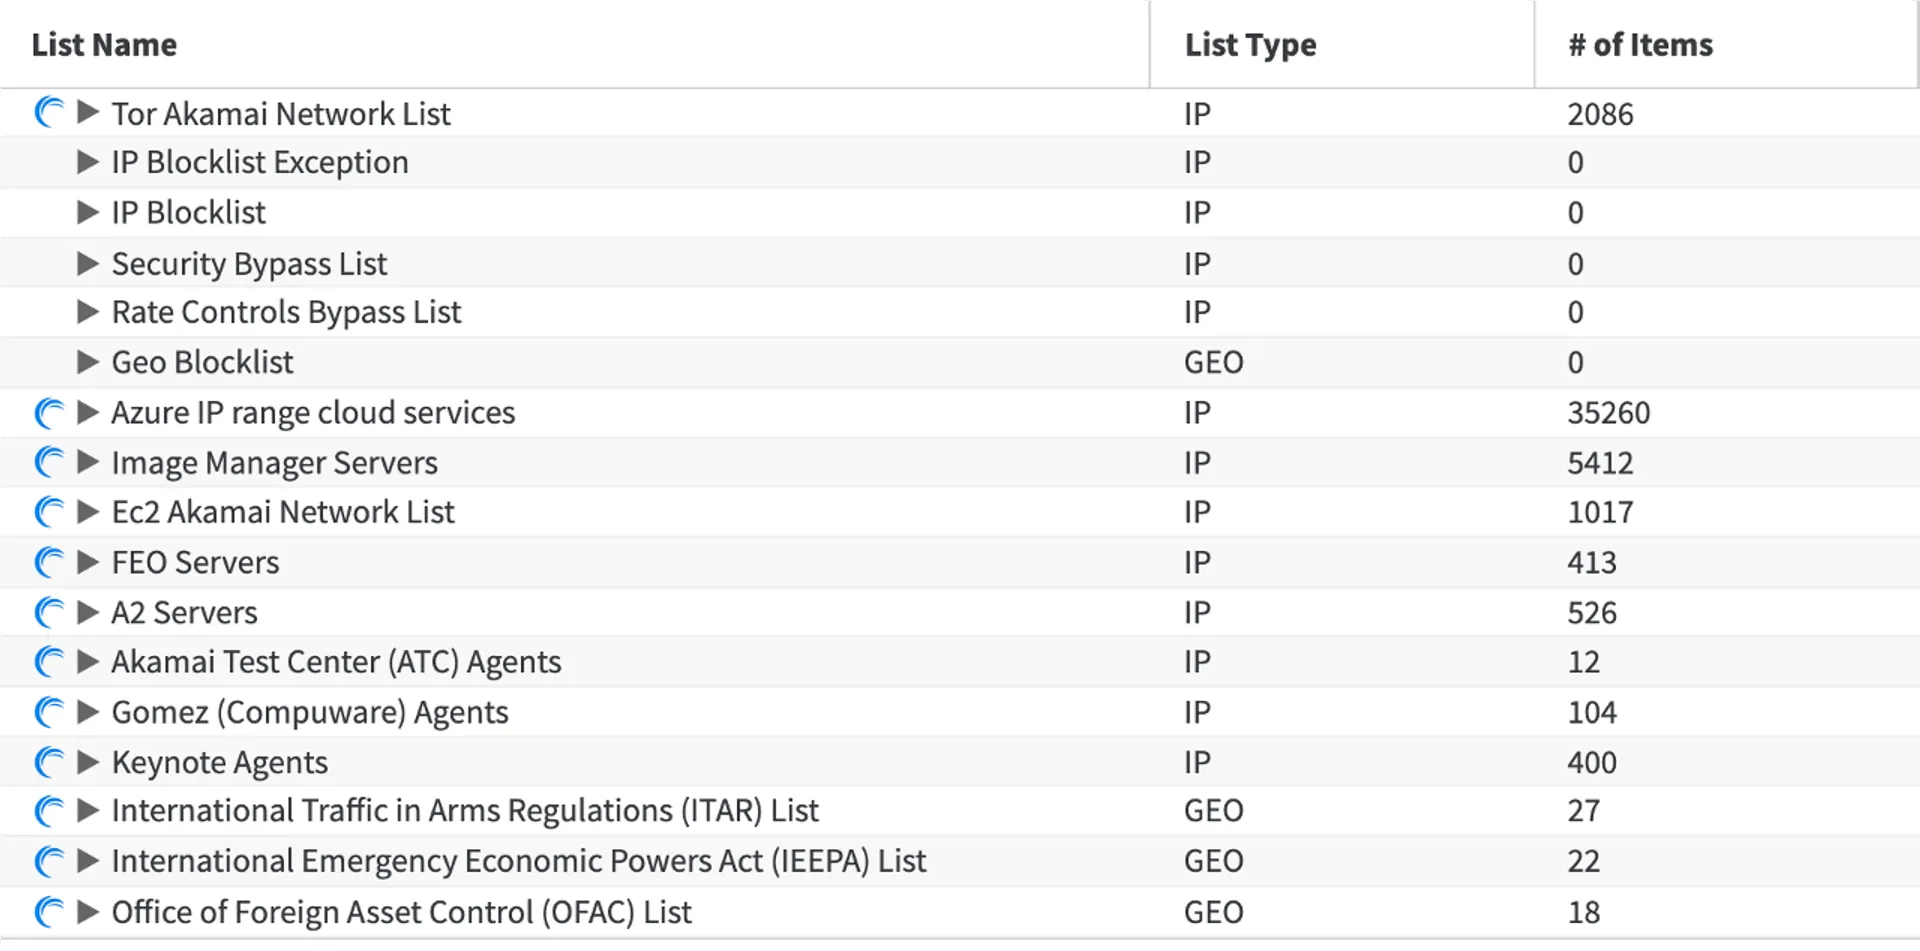 List Name List Type # of Items
Tor Akamai Network List IP 2086
IP Blocklist Exception IP 0
IP Blocklist IP 0
Security Bypass List IP 0
Rate Controls Bypass List IP 0
Geo Blocklist GEO 0
Azure IP range cloud services IP 35260
Image Manager Servers IP 5412
Ec2 Akamai Network List IP 1017
FEO Servers IP 413
A2 Servers IP 526
Akamai Test Center (ATC) Agents IP 12
Gomez (Compuware) Agents IP 104
Keynote Agents IP 400
International Traffic in Arms Regulations (ITAR) List GEO 27
International Emergency Economic Powers Act (IEEPA) List GEO 22
Office of Foreign Asset Control (OFAC) List GEO 18